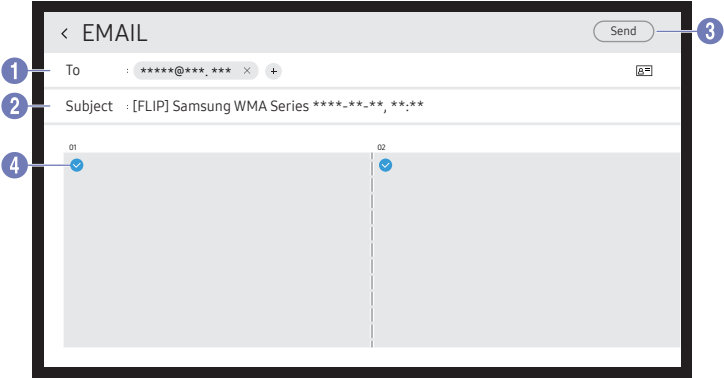 < EMAIL
Send
3
1
To : *****@***.*** × +
2
Subject : [FLIP] Samsung WMA Series ****-**-**, **:**
01
02
4